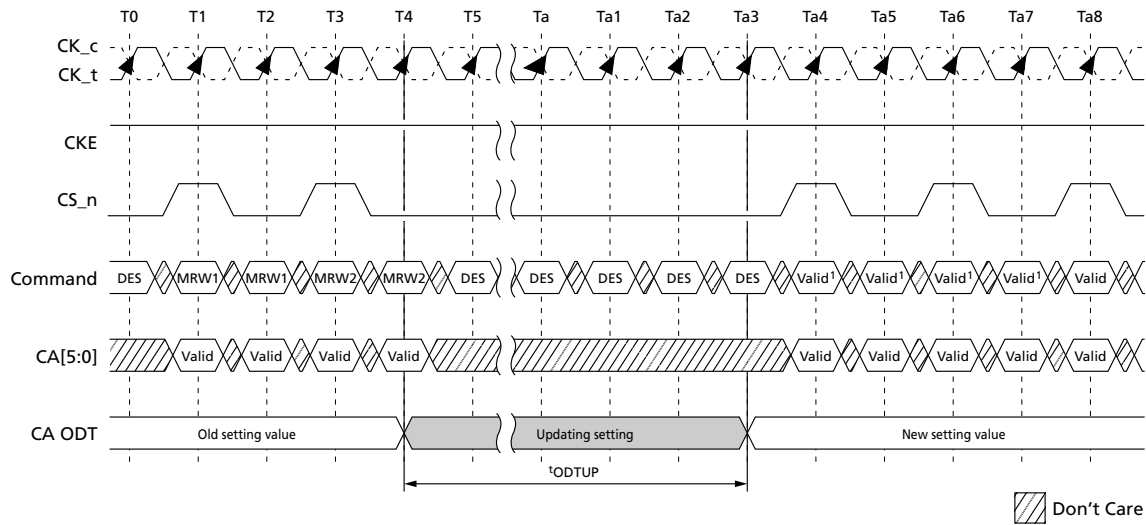 T0 T1 T2 T3 T4 T5 Ta Ta1 Ta2 Ta3 Ta4 Ta5 Ta6 Ta7 Ta8
CK_c
CK_t
CKE
CS_n
Command DES MRW1 MRW1 MRW2 MRW2 DES DES DES DES DES Valid¹ Valid¹ Valid¹ Valid¹ Valid
CA[5:0] Valid Valid Valid Valid Valid Valid Valid Valid Valid
CA ODT Old setting value Updating setting New setting value
ᵗODTUP
Don't Care